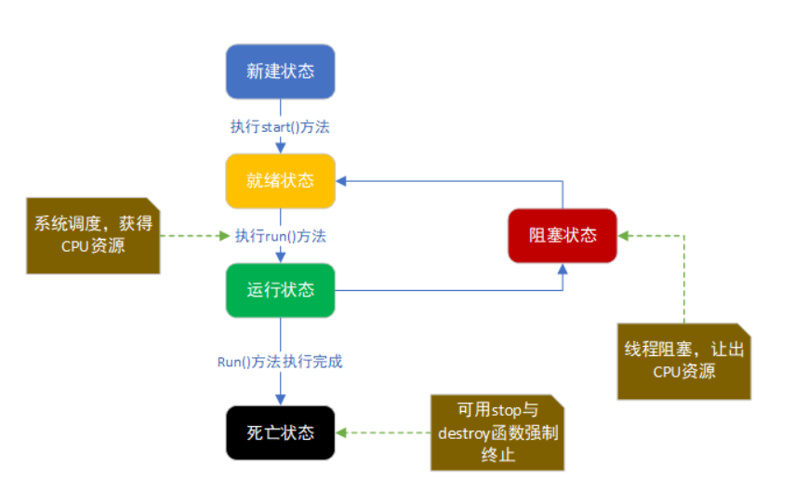 新建状态
执行start()方法
就绪状态
系统调度，获得
CPU资源
执行run()方法
阻塞状态
运行状态
线程阻塞，让出
CPU资源
Run()方法执行完成
可用stop与
destroy函数强制
终止
死亡状态